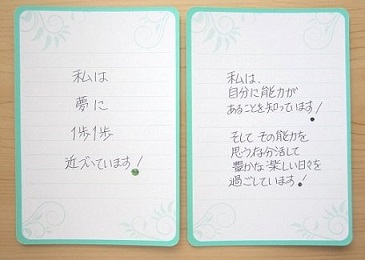 私は
夢に
1歩1歩
近づいています!
私は、
自分に能力が
あることを知っています!
そして その能力を
思う存分活して
豊かな楽しい日々を
過ごしています!